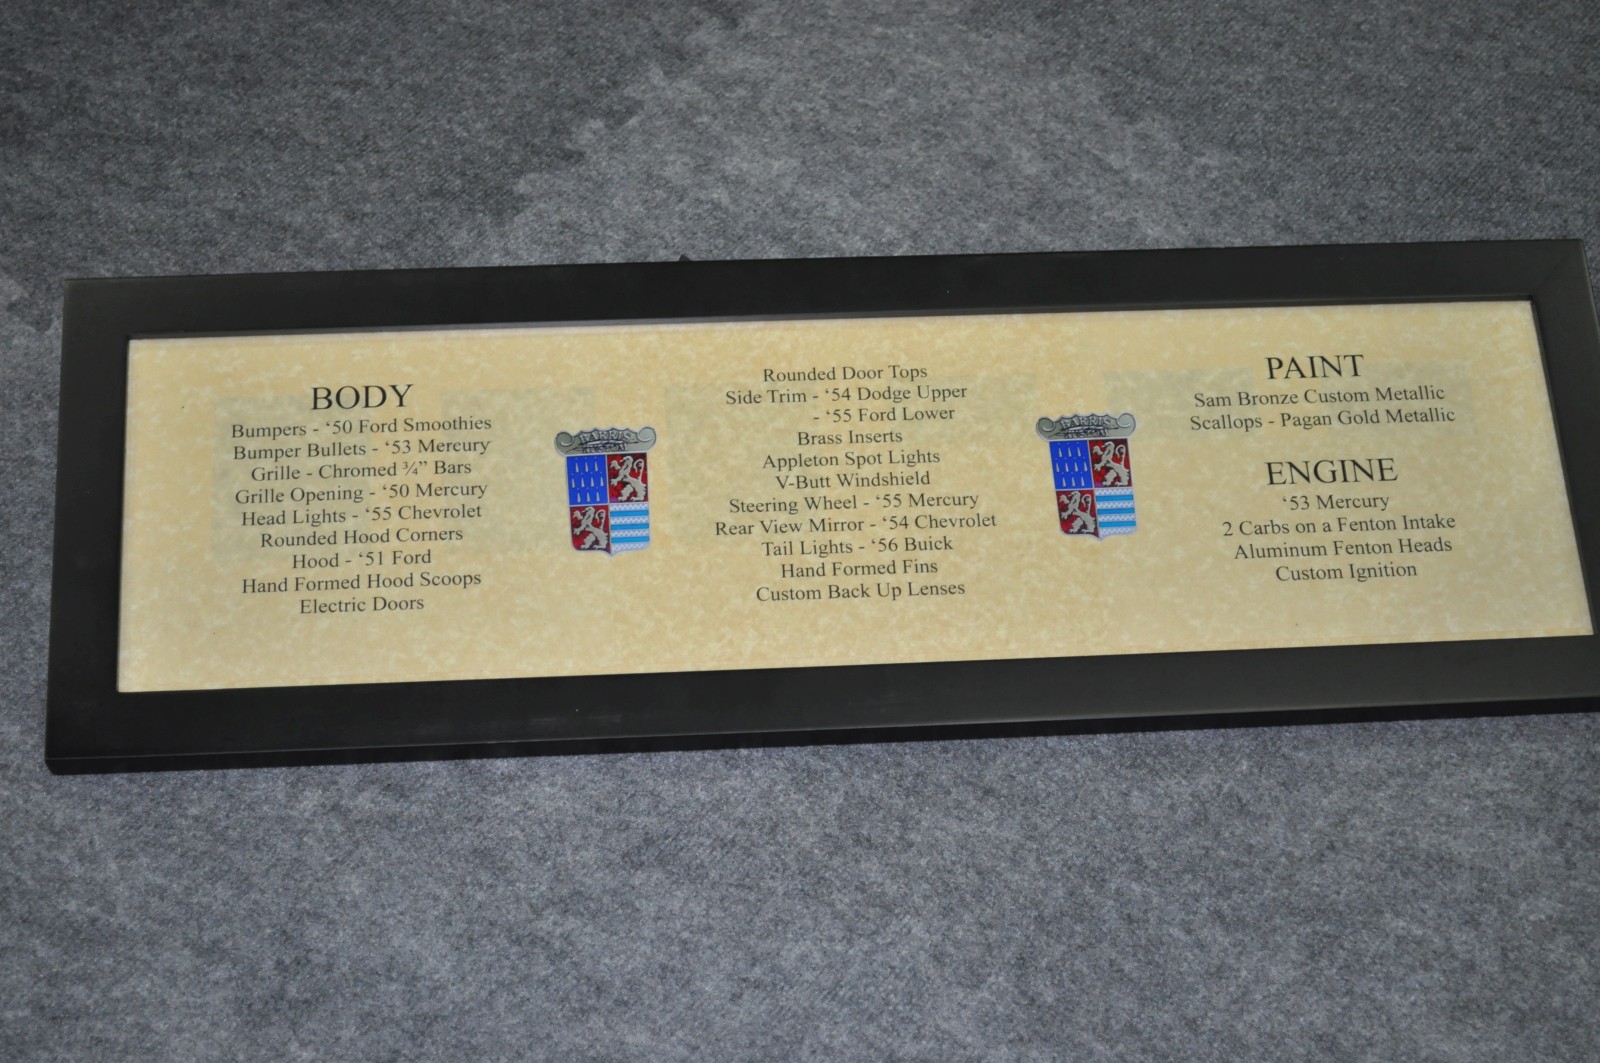 BODY
Bumpers - ‘50 Ford Smoothies
Bumper Bullets - ‘53 Mercury
Grille - Chromed ¾” Bars
Grille Opening - ‘50 Mercury
Head Lights - ‘55 Chevrolet
Rounded Hood Corners
Hood - ‘51 Ford
Hand Formed Hood Scoops
Electric Doors
BARRIS
Rounded Door Tops
Side Trim - ‘54 Dodge Upper
- ‘55 Ford Lower
Brass Inserts
Appleton Spot Lights
V-Butt Windshield
Steering Wheel - ‘55 Mercury
Rear View Mirror - ‘54 Chevrolet
Tail Lights - ‘56 Buick
Hand Formed Fins
Custom Back Up Lenses
BARRIS
PAINT
Sam Bronze Custom Metallic
Scallops - Pagan Gold Metallic
ENGINE
‘53 Mercury
2 Carbs on a Fenton Intake
Aluminum Fenton Heads
Custom Ignition